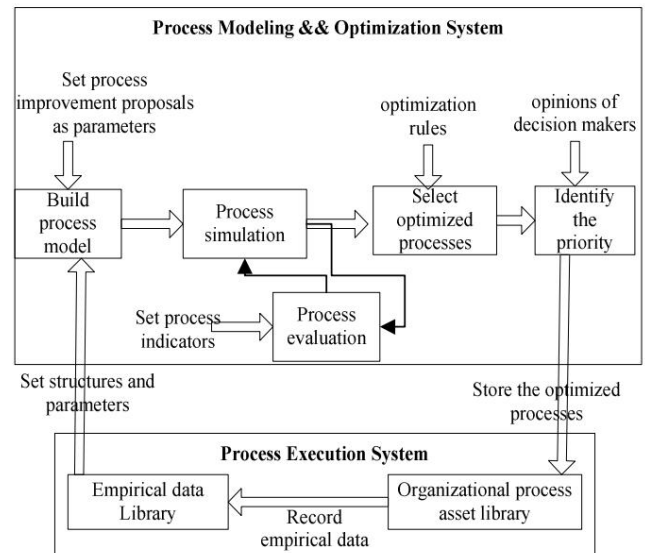 Process Modeling && Optimization System
Set process
improvement proposals
as parameters
optimization
rules
opinions of
decision makers
Build
process
model
Process
simulation
Select
optimized
processes
Identify
the
priority
Set process
indicators
Process
evaluation
Set structures and
parameters
Store the optimized
processes
Process Execution System
Empirical data
Library
Record
empirical data
Organizational process
asset library